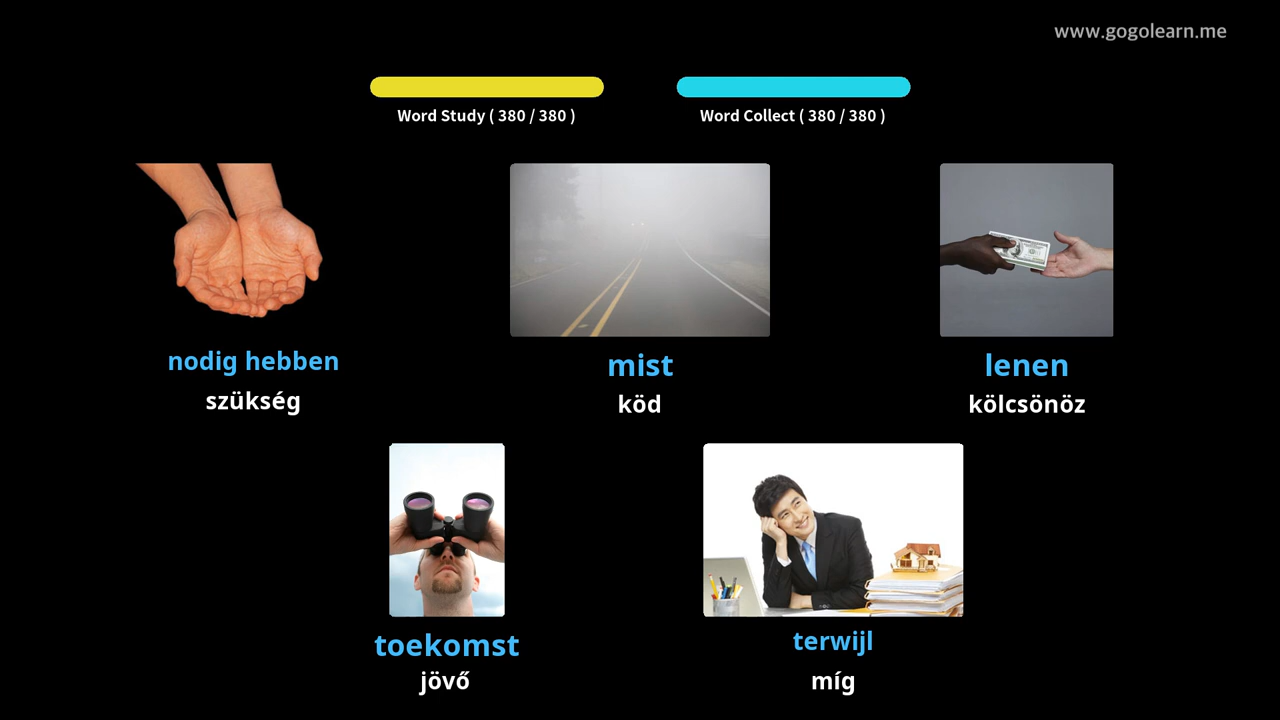 www.gogolearn.me
Word Study ( 380 / 380 )
Word Collect ( 380 / 380 )
nodig hebben
szükség
mist
köd
lenen
kölcsönöz
toekomst
jövő
terwijl
míg